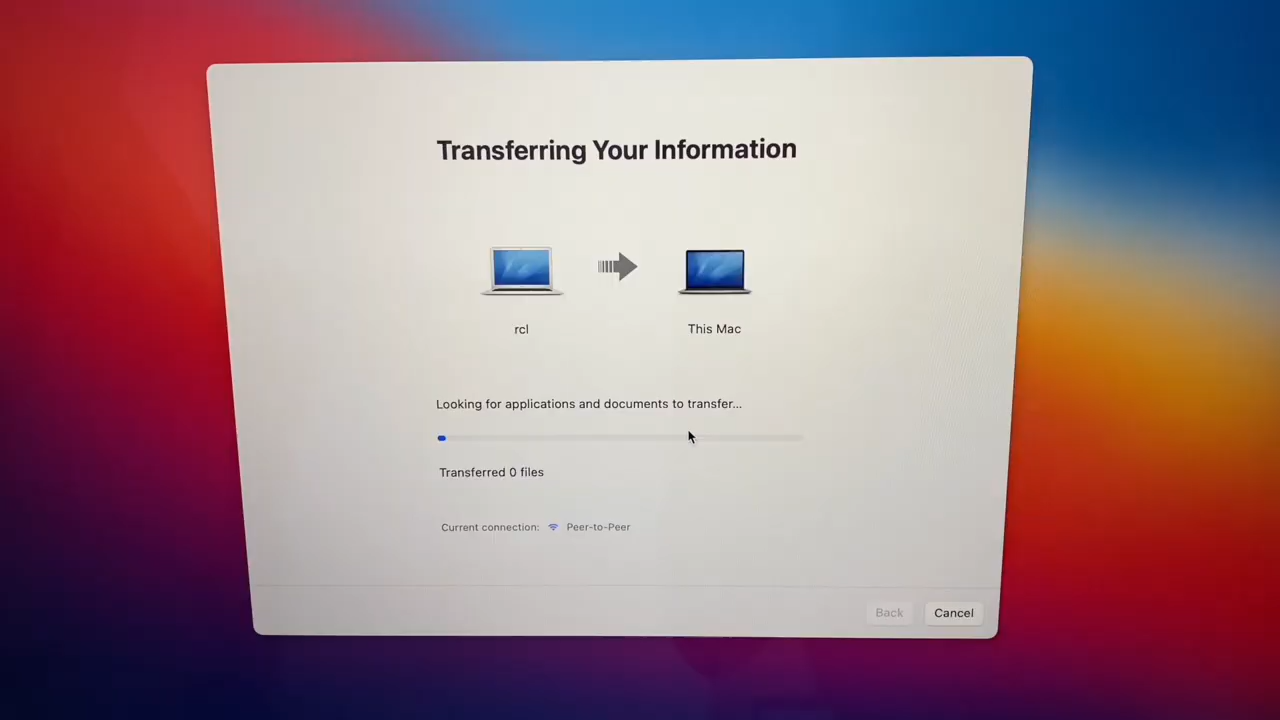 Transferring Your Information
rcl
This Mac
Looking for applications and documents to transfer...
Transferred 0 files
Current connection: Peer-to-Peer
Back
Cancel